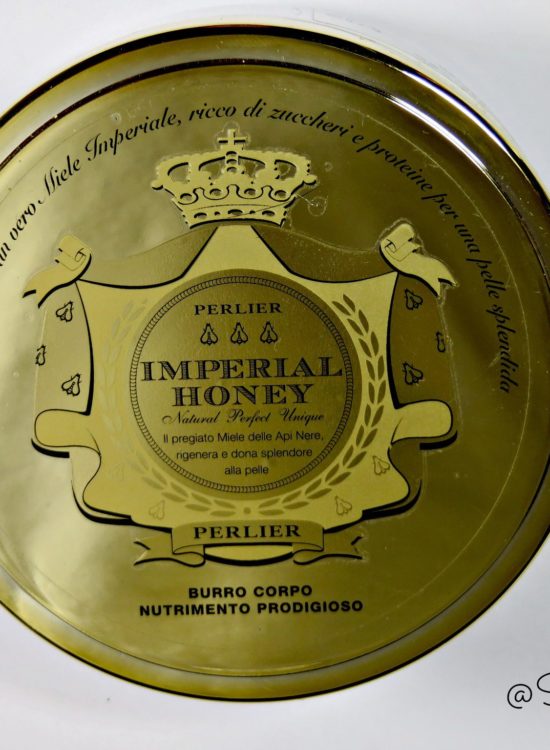 un vero Miele Imperiale, ricco di zuccheri e proteine per una pelle splendida
PERLIER
IMPERIAL
HONEY
Natural Perfect Unique
Il pregiato Miele delle Api Nere,
rigenera e dona splendore
alla pelle
PERLIER
BURRO CORPO
NUTRIMENTO PRODIGIOSO